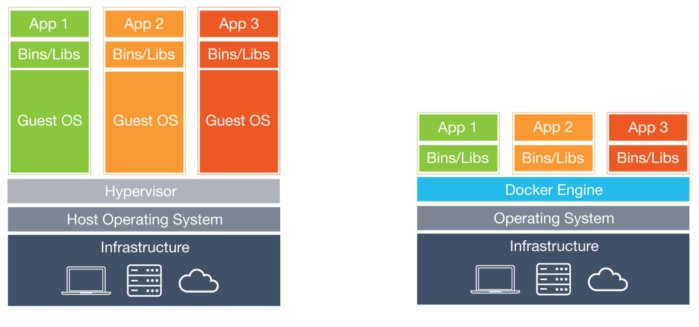 App 1
App 2
App 3
Bins/Libs
Bins/Libs
Bins/Libs
Guest OS
Guest OS
Guest OS
Hypervisor
Host Operating System
Infrastructure
App 1
App 2
App 3
Bins/Libs
Bins/Libs
Bins/Libs
Docker Engine
Operating System
Infrastructure